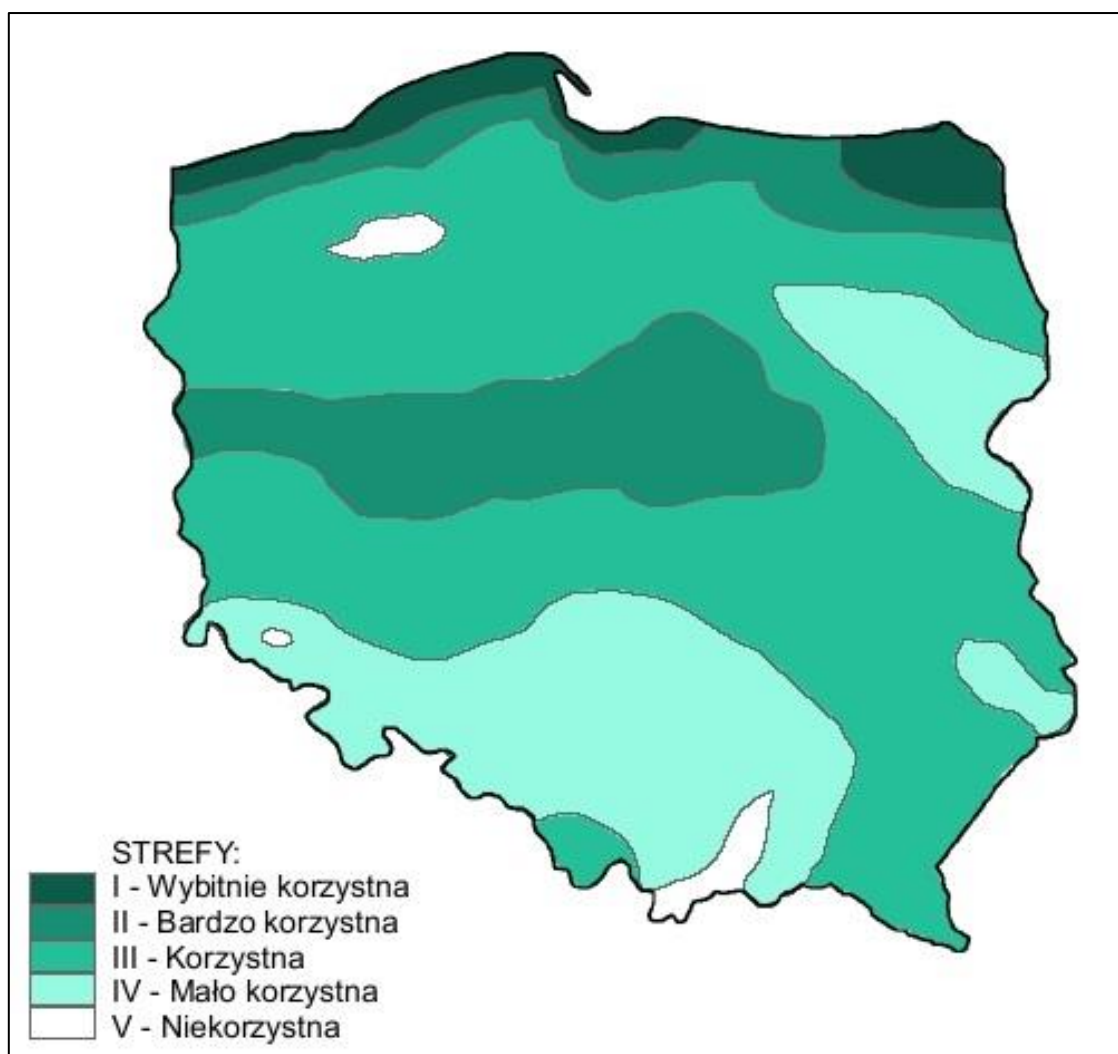 STREFY:
I - Wybitnie korzystna
II - Bardzo korzystna
III - Korzystna
IV - Mało korzystna
V - Niekorzystna